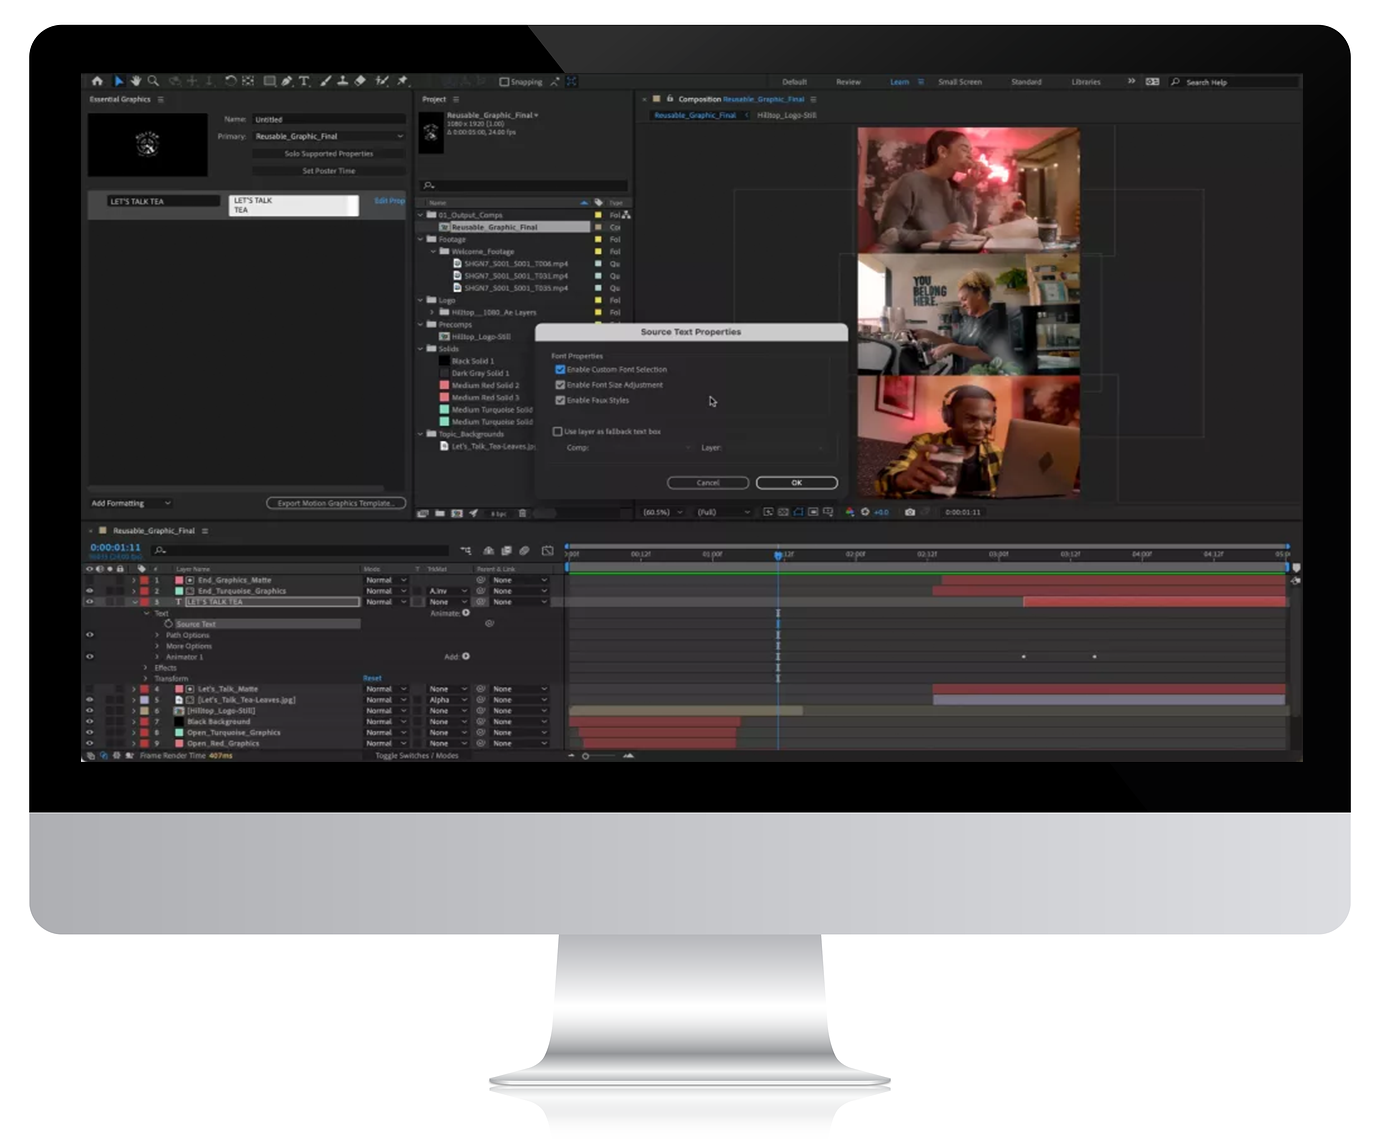 Snapping
Default
Review
Learn
Small Screen
Standard
Libraries
Search Help
Essential Graphics
Name:
Untitled
Primary:
Reusable_Graphic_Final
Solo Supported Properties
Set Poster Time
LET'S TALK TEA
LET'S TALK
TEA
Edit Prop
Add Formatting
Export Motion Graphics Template...
Project
Reusable_Graphic_Final
1080 x 1920 (1.00)
Δ 0:00:05:00, 24.00 fps
Name
Type
01_Output_Comps
Fol
Reusable_Graphic_Final
Co
Footage
Fol
Welcome_Footage
Fol
SHGN7_S001_S001_T006.mp4
Qu
SHGN7_S001_S001_T031.mp4
Qu
SHGN7_S001_S001_T035.mp4
Qu
Logo
Fol
Hilltop__1080_Ae Layers
Fol
Precomps
Hilltop_Logo-Still
Solids
Black Solid 1
Dark Gray Solid 1
Medium Red Solid 2
Medium Red Solid 3
Medium Turquoise Solid
Medium Turquoise Solid
Topic_Backgrounds
Let's_Talk_Tea-Leaves.jp
8 bpc
Composition Reusable_Graphic_Final
Reusable_Graphic_Final
Hilltop_Logo-Still
YOU
BELONG
HERE.
(60.5%)
(Full)
+0.0
0:00:01:11
Source Text Properties
Font Properties
Enable Custom Font Selection
Enable Font Size Adjustment
Enable Faux Styles
Use layer as fallback text box
Comp:
Layer:
Cancel
OK
Reusable_Graphic_Final
0:00:01:11
00:12f
01:00f
02:00f
02:12f
03:00f
03:12f
04:00f
04:12f
Layer Name
Mode
T
TrkMat
Parent & Link
1 End_Graphics_Matte Normal None
2 End_Turquoise_Graphics Normal A.Inv None
3 T LET'S TALK TEA Normal None None
Text
Animate:
Source Text
Path Options
More Options
Animator 1
Add:
Effects
Transform
Reset
4 Let's_Talk_Matte Normal None None
5 [Let's_Talk_Tea-Leaves.jpg] Normal Alpha None
6 [Hilltop_Logo-Still] Normal None None
7 Black Background Normal None None
8 Open_Turquoise_Graphics Normal None None
9 Open_Red_Graphics Normal None None
Frame Render Time 407ms
Toggle Switches / Modes